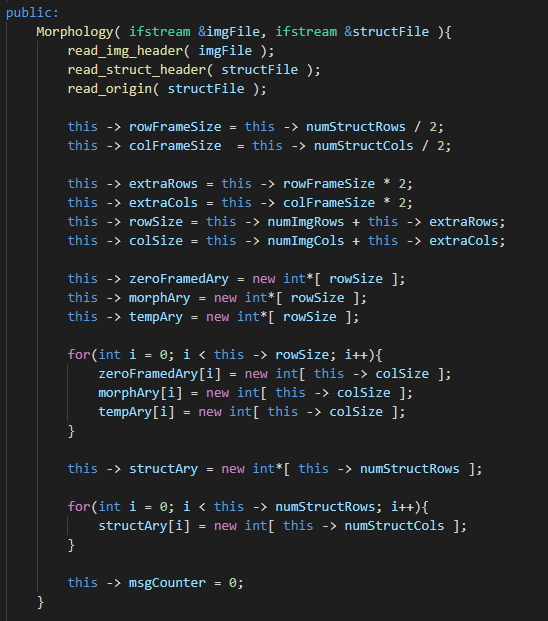 public:
    Morphology( ifstream &imgFile, ifstream &structFile ){
        read_img_header( imgFile );
        read_struct_header( structFile );
        read_origin( structFile );

        this -> rowFrameSize = this -> numStructRows / 2;
        this -> colFrameSize  = this -> numStructCols / 2;

        this -> extraRows = this -> rowFrameSize * 2;
        this -> extraCols = this -> colFrameSize * 2;
        this -> rowSize = this -> numImgRows + this -> extraRows;
        this -> colSize = this -> numImgCols + this -> extraCols;

        this -> zeroFramedAry = new int*[ rowSize ];
        this -> morphAry = new int*[ rowSize ];
        this -> tempAry = new int*[ rowSize ];

        for(int i = 0; i < this -> rowSize; i++){
            zeroFramedAry[i] = new int[ this -> colSize ];
            morphAry[i] = new int[ this -> colSize ];
            tempAry[i] = new int[ this -> colSize ];
        }

        this -> structAry = new int*[ this -> numStructRows ];

        for(int i = 0; i < this -> numStructRows; i++){
            structAry[i] = new int[ this -> numStructCols ];
        }

        this -> msgCounter = 0;
    }